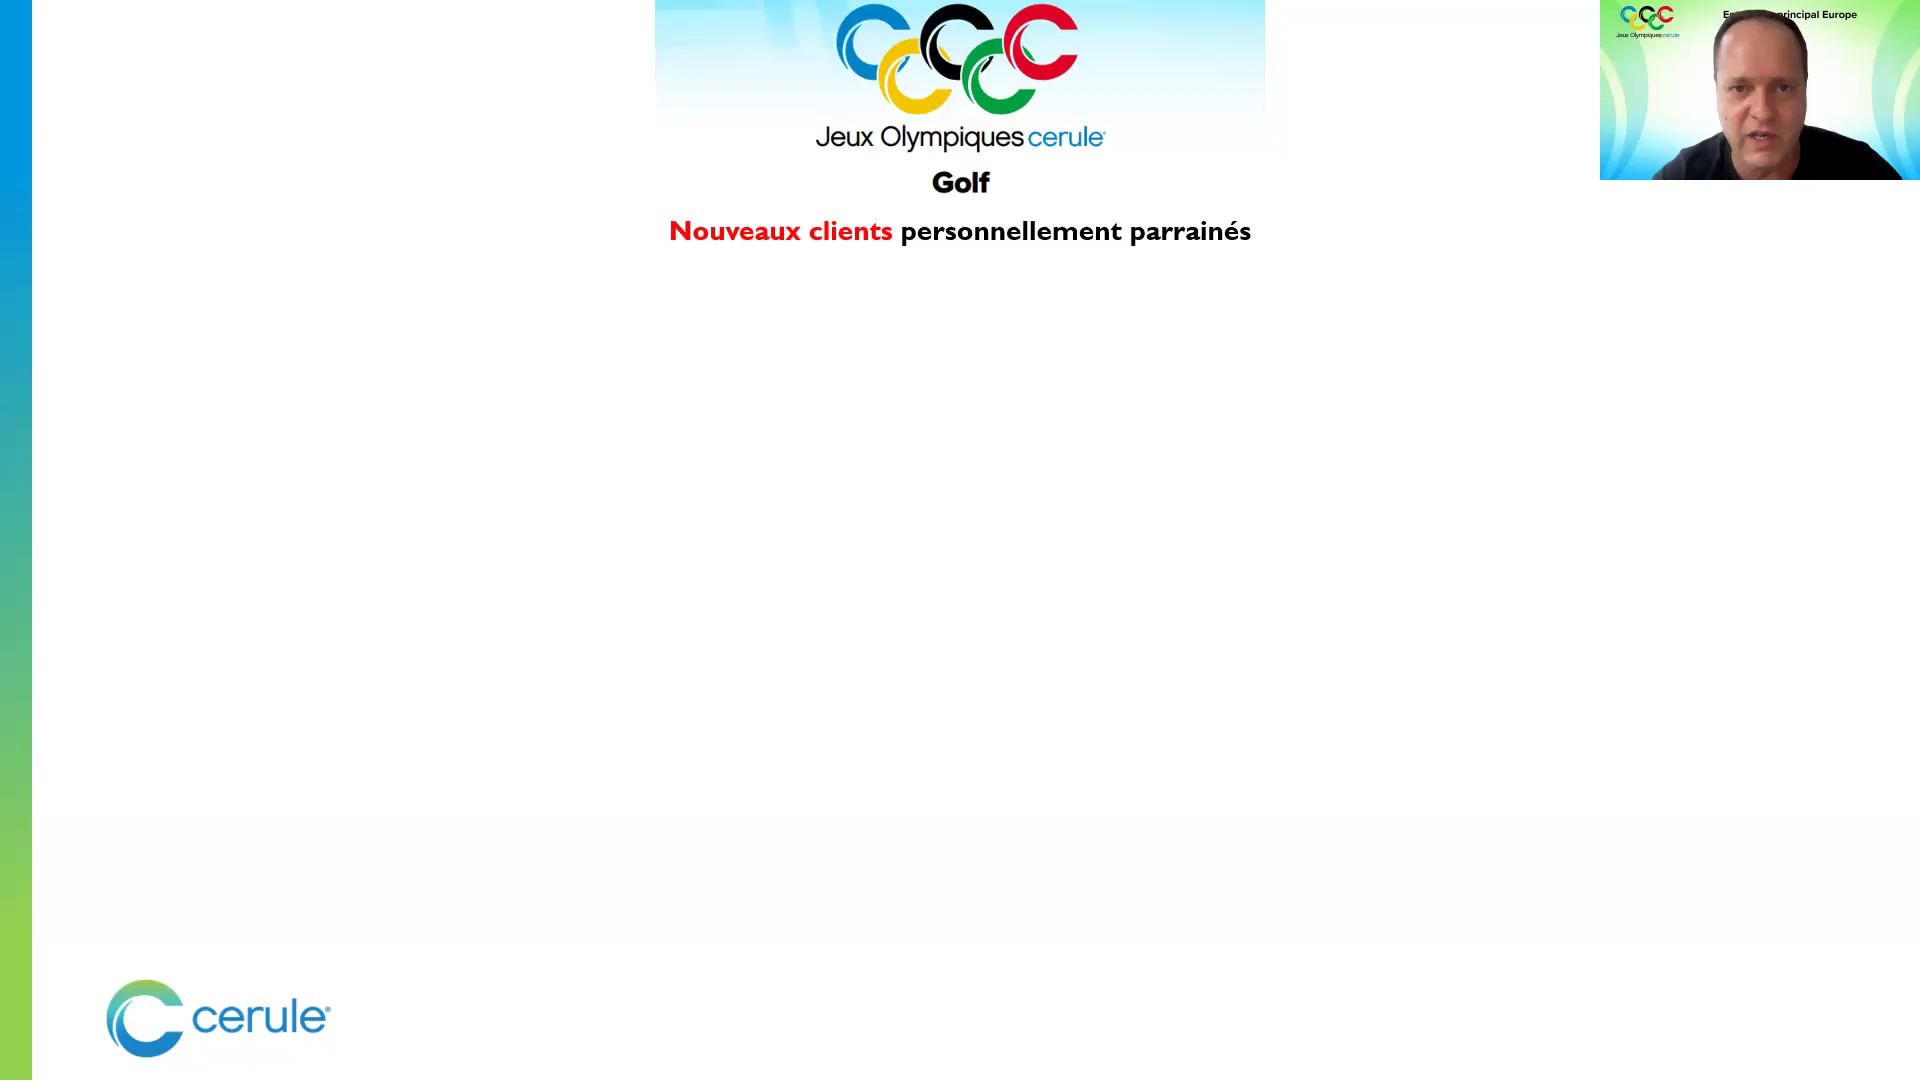 Jeux Olympiques cerule®
Golf
Nouveaux clients personnellement parrainés
principal Europe
Jeux Olympiques cerule®
cerule®